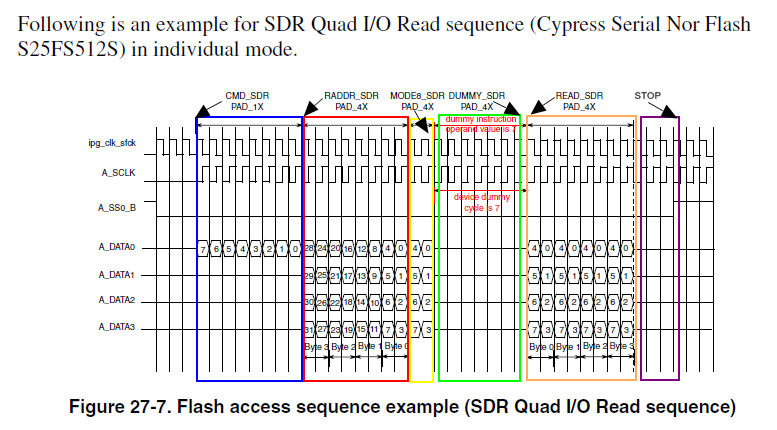 Following is an example for SDR Quad I/O Read sequence (Cypress Serial Nor Flash
S25FS512S) in individual mode.
CMD_SDR RADDR_SDR MODE8_SDR DUMMY_SDR READ_SDR STOP
PAD_1X PAD_4X PAD_4X PAD_4X PAD_4X
dummy instruction
operand value is 7
ipg_clk_sfck
A_SCLK
device dummy
cycle is 7
A_SS0_B
A_DATA0 7 6 5 4 3 2 1 0 28 24 20 16 12 8 4 0 4 0 4 0 4 0 4 0 4 0
A_DATA1 29 25 21 17 13 9 5 1 5 1 5 1 5 1 5 1 5 1
A_DATA2 30 26 22 18 14 10 6 2 6 2 6 2 6 2 6 2 6 2
A_DATA3 31 27 23 19 15 11 7 3 7 3 7 3 7 3 7 3 7 3
Byte 3 Byte 2 Byte 1 Byte 0 Byte 0 Byte 1 Byte 2 Byte 3
Figure 27-7. Flash access sequence example (SDR Quad I/O Read sequence)